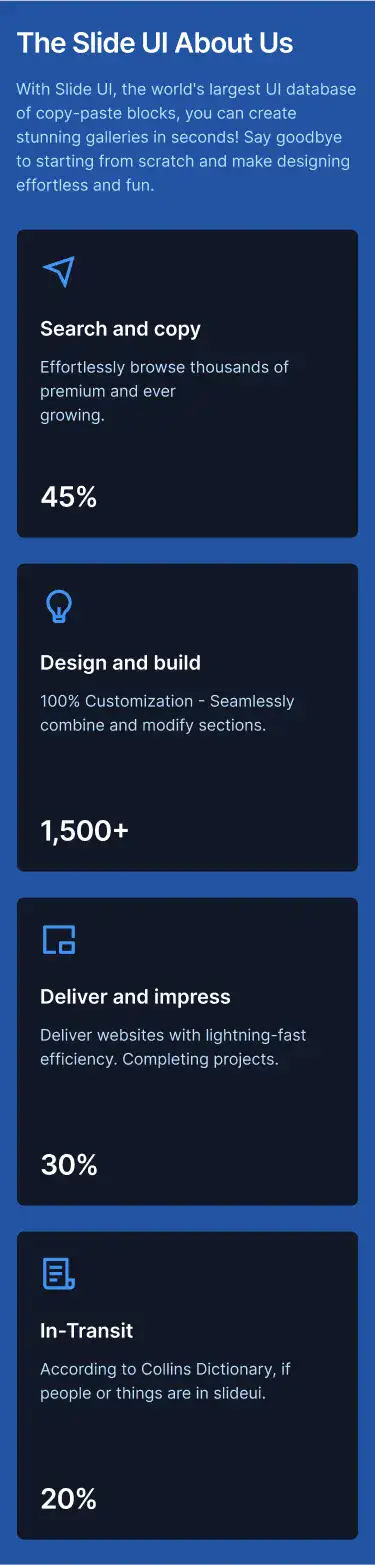 The Slide UI About Us
With Slide UI, the world's largest UI database
of copy-paste blocks, you can create
stunning galleries in seconds! Say goodbye
to starting from scratch and make designing
effortless and fun.
Search and copy
Effortlessly browse thousands of
premium and ever
growing.
45%
Design and build
100% Customization - Seamlessly
combine and modify sections.
1,500+
Deliver and impress
Deliver websites with lightning-fast
efficiency. Completing projects.
30%
In-Transit
According to Collins Dictionary, if
people or things are in slideui.
20%